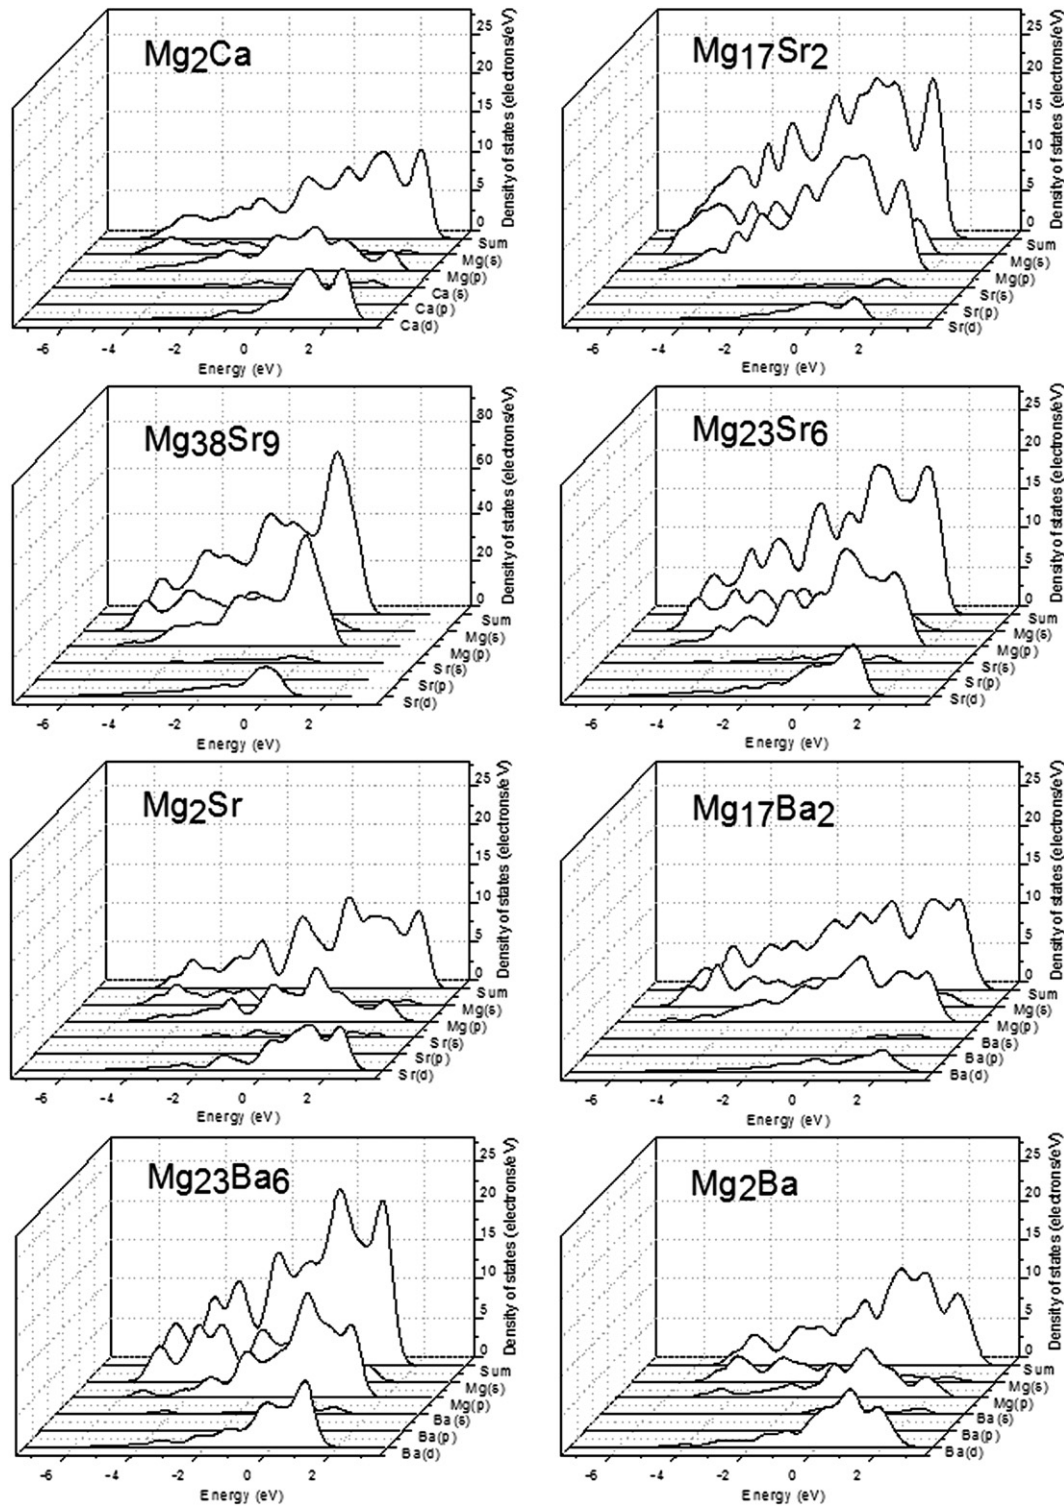 Mg2Ca
25
20
15
10
5
0
Density of states (electrons/eV)
Sum
Mg(s)
Mg(p)
Ca(s)
Ca(p)
Ca(d)
-6 -4 -2 0 2
Energy (eV)
Mg17Sr2
25
20
15
10
5
0
Density of states (electrons/eV)
Sum
Mg(s)
Mg(p)
Sr(s)
Sr(p)
Sr(d)
-6 -4 -2 0 2
Energy (eV)
Mg38Sr9
80
60
40
20
0
Density of states (electrons/eV)
Sum
Mg(s)
Mg(p)
Sr(s)
Sr(p)
Sr(d)
-6 -4 -2 0 2
Energy (eV)
Mg23Sr6
25
20
15
10
5
0
Density of states (electrons/eV)
Sum
Mg(s)
Mg(p)
Sr(s)
Sr(p)
Sr(d)
-6 -4 -2 0 2
Energy (eV)
Mg2Sr
25
20
15
10
5
0
Density of states (electrons/eV)
Sum
Mg(s)
Mg(p)
Sr(s)
Sr(p)
Sr(d)
-6 -4 -2 0 2
Energy (eV)
Mg17Ba2
25
20
15
10
5
0
Density of states (electrons/eV)
Sum
Mg(s)
Mg(p)
Ba(s)
Ba(p)
Ba(d)
-6 -4 -2 0 2
Energy (eV)
Mg23Ba6
25
20
15
10
5
0
Density of states (electrons/eV)
Sum
Mg(s)
Mg(p)
Ba(s)
Ba(p)
Ba(d)
-6 -4 -2 0 2
Energy (eV)
Mg2Ba
25
20
15
10
5
0
Density of states (electrons/eV)
Sum
Mg(s)
Mg(p)
Ba(s)
Ba(p)
Ba(d)
-6 -4 -2 0 2
Energy (eV)